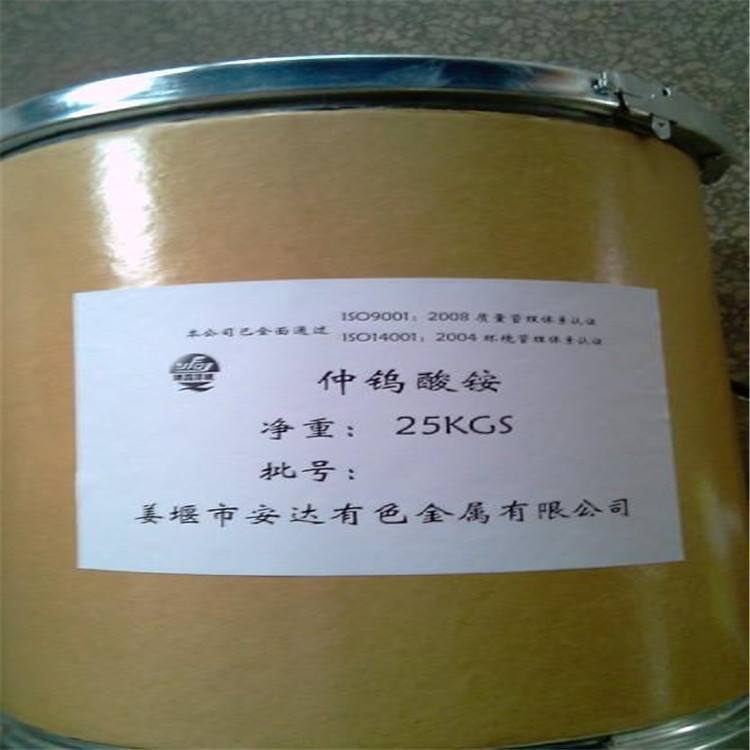 本公司已全面通过
ISO9001：2008 质量管理体系认证
ISO14001：2004 环境管理体系认证
仲钨酸铵
净重： 25KGS
批号：
姜堰市安达有色金属有限公司